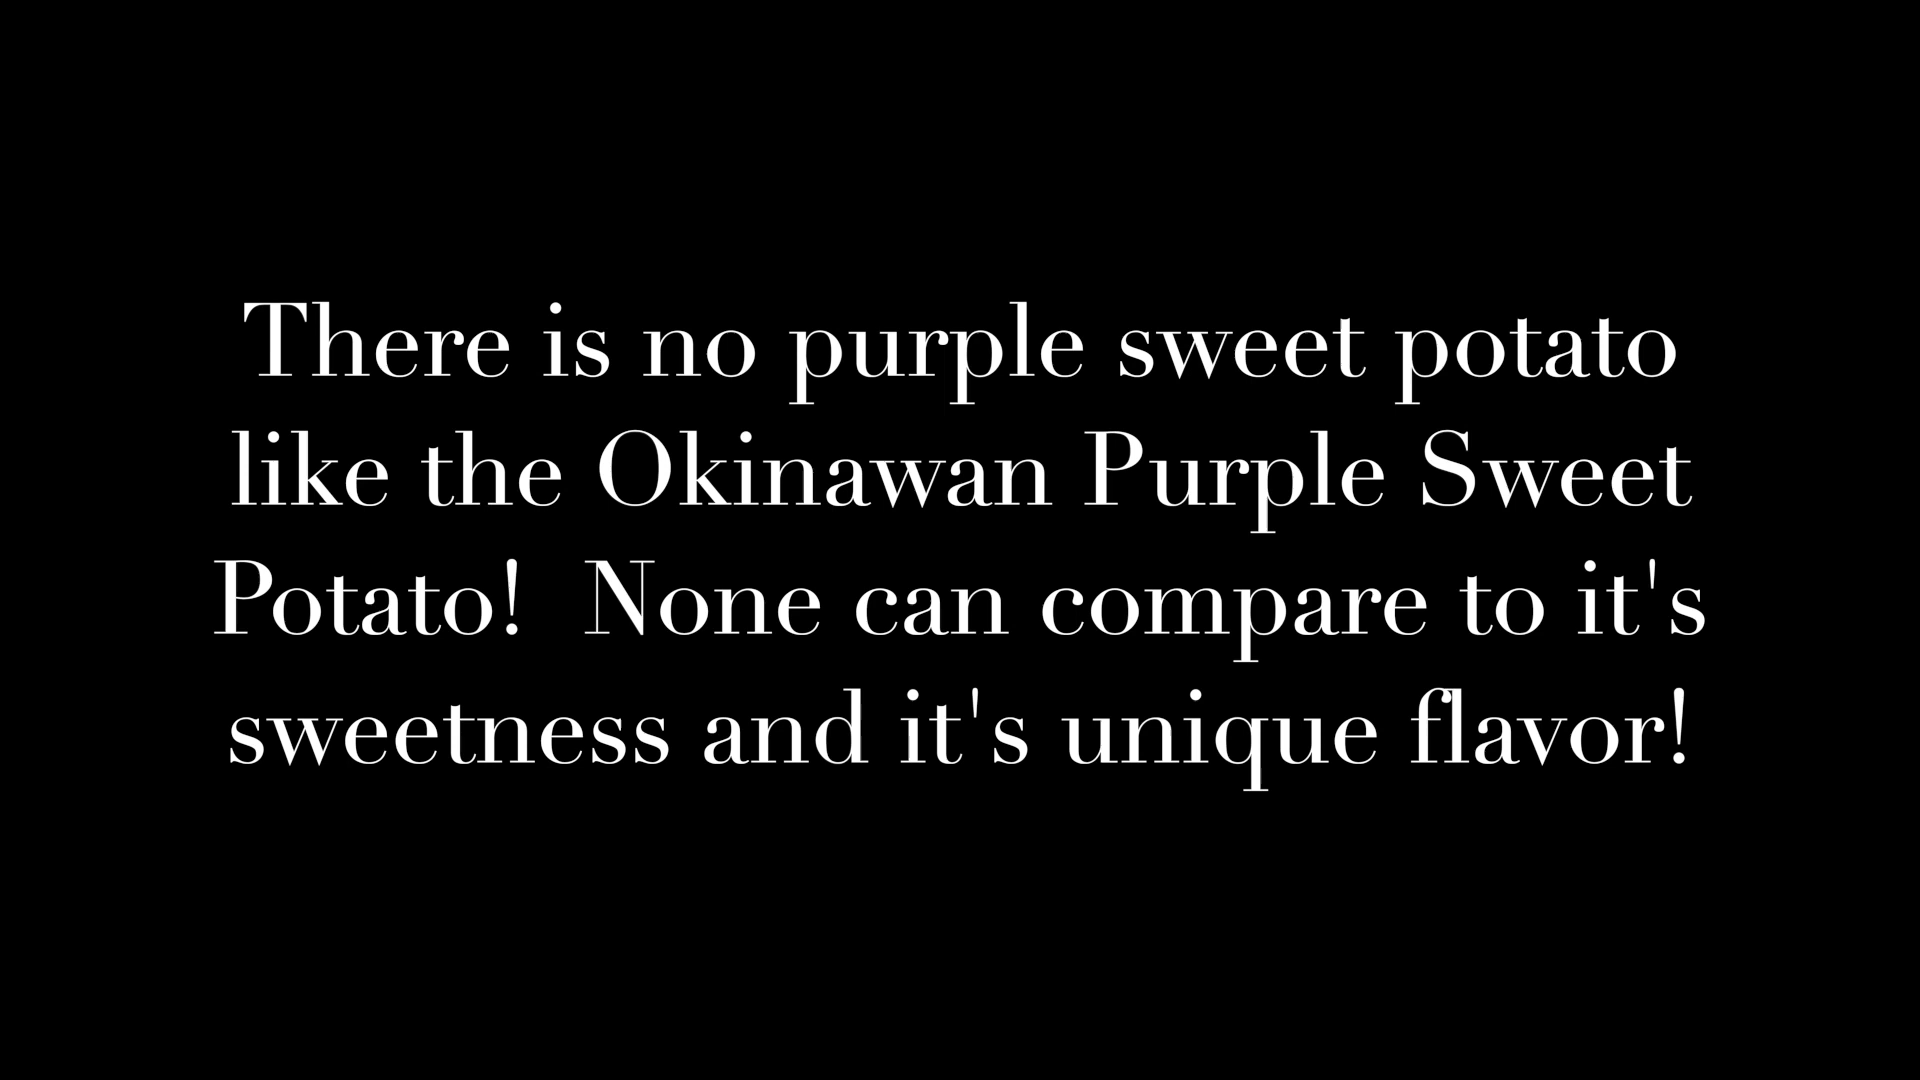 There is no purple sweet potato
like the Okinawan Purple Sweet
Potato!  None can compare to it's
sweetness and it's unique flavor!